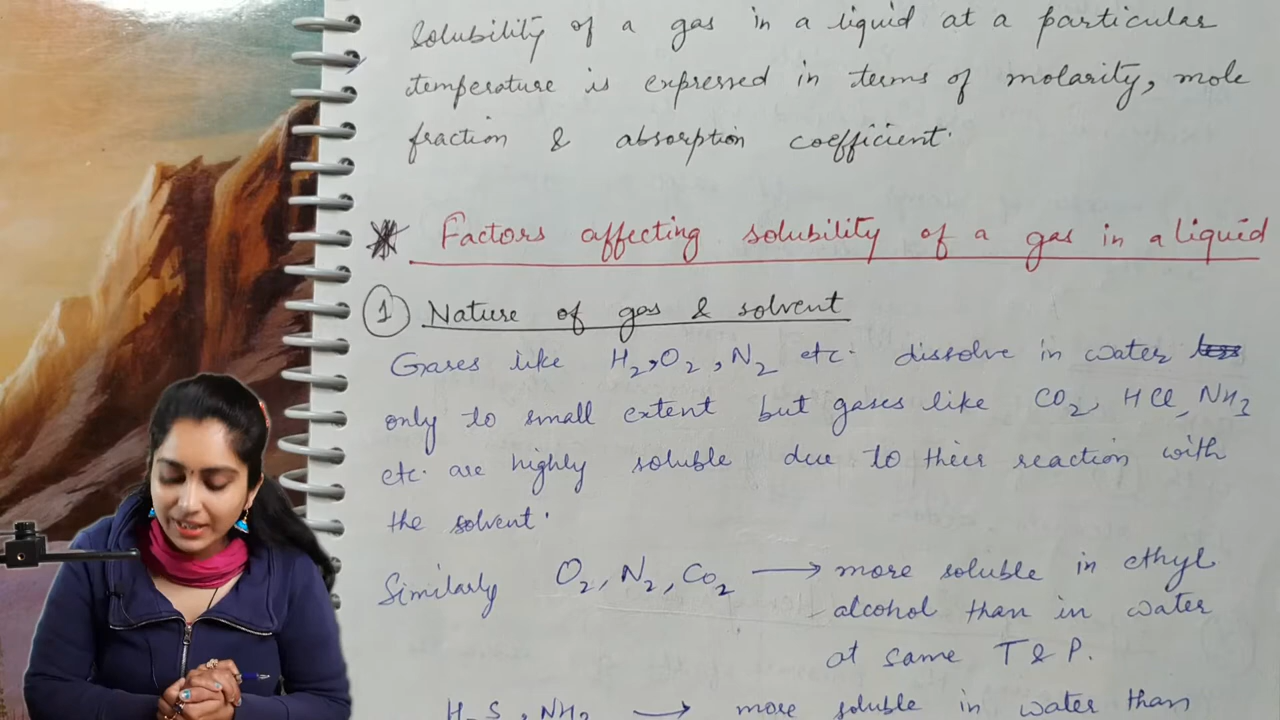 Solubility of a gas in a liquid at a particular
temperature is expressed in terms of molarity, mole
fraction & absorption coefficient.
Factors affecting solubility of a gas in a liquid
① Nature of gas & solvent
Gases like H₂, O₂, N₂ etc. dissolve in water
only to small extent but gases like CO₂, HCl, NH₃
etc. are highly soluble due to their reaction with
the solvent.
Similarly O₂, N₂, CO₂ → more soluble in ethyl
alcohol than in water
at same T & P.
H₂S, NH₃ → more soluble in water than